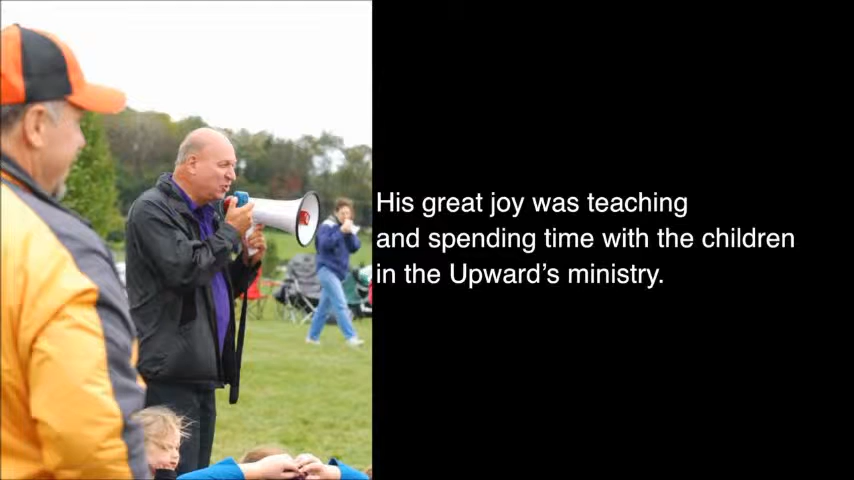 His great joy was teaching
and spending time with the children
in the Upward’s ministry.